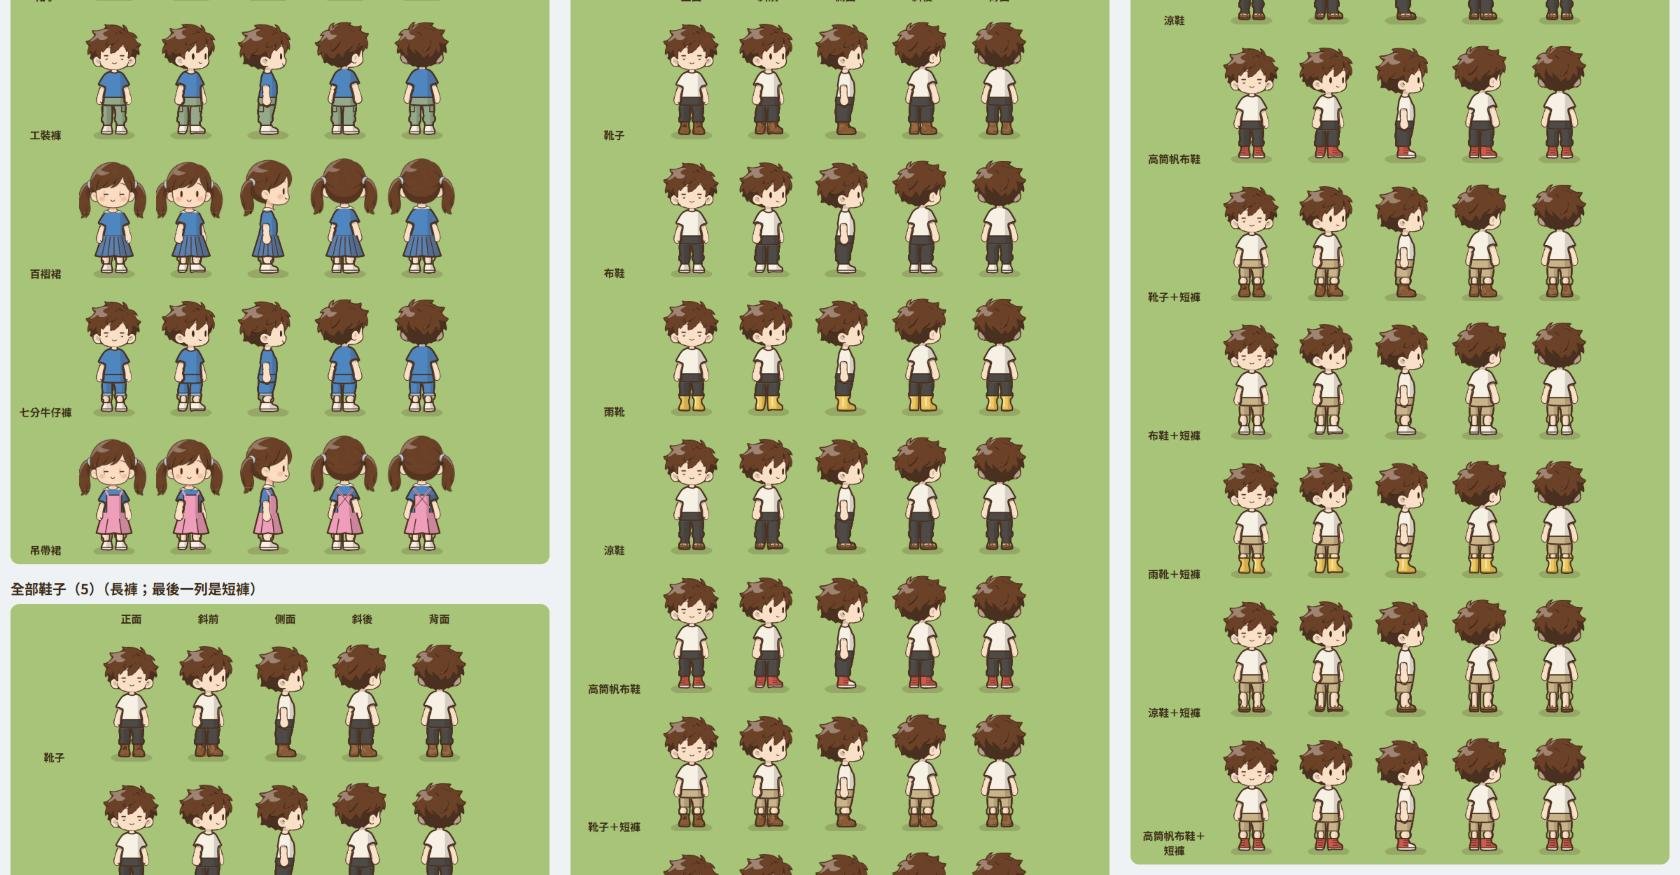 工裝褲
百褶裙
七分牛仔褲
吊帶裙
全部鞋子（5）（長褲；最後一列是短褲）
正面 斜前 側面 斜後 背面
靴子
靴子
布鞋
雨靴
涼鞋
高筒帆布鞋
靴子＋短褲
涼鞋
高筒帆布鞋
靴子＋短褲
布鞋＋短褲
雨靴＋短褲
涼鞋＋短褲
高筒帆布鞋＋
短褲